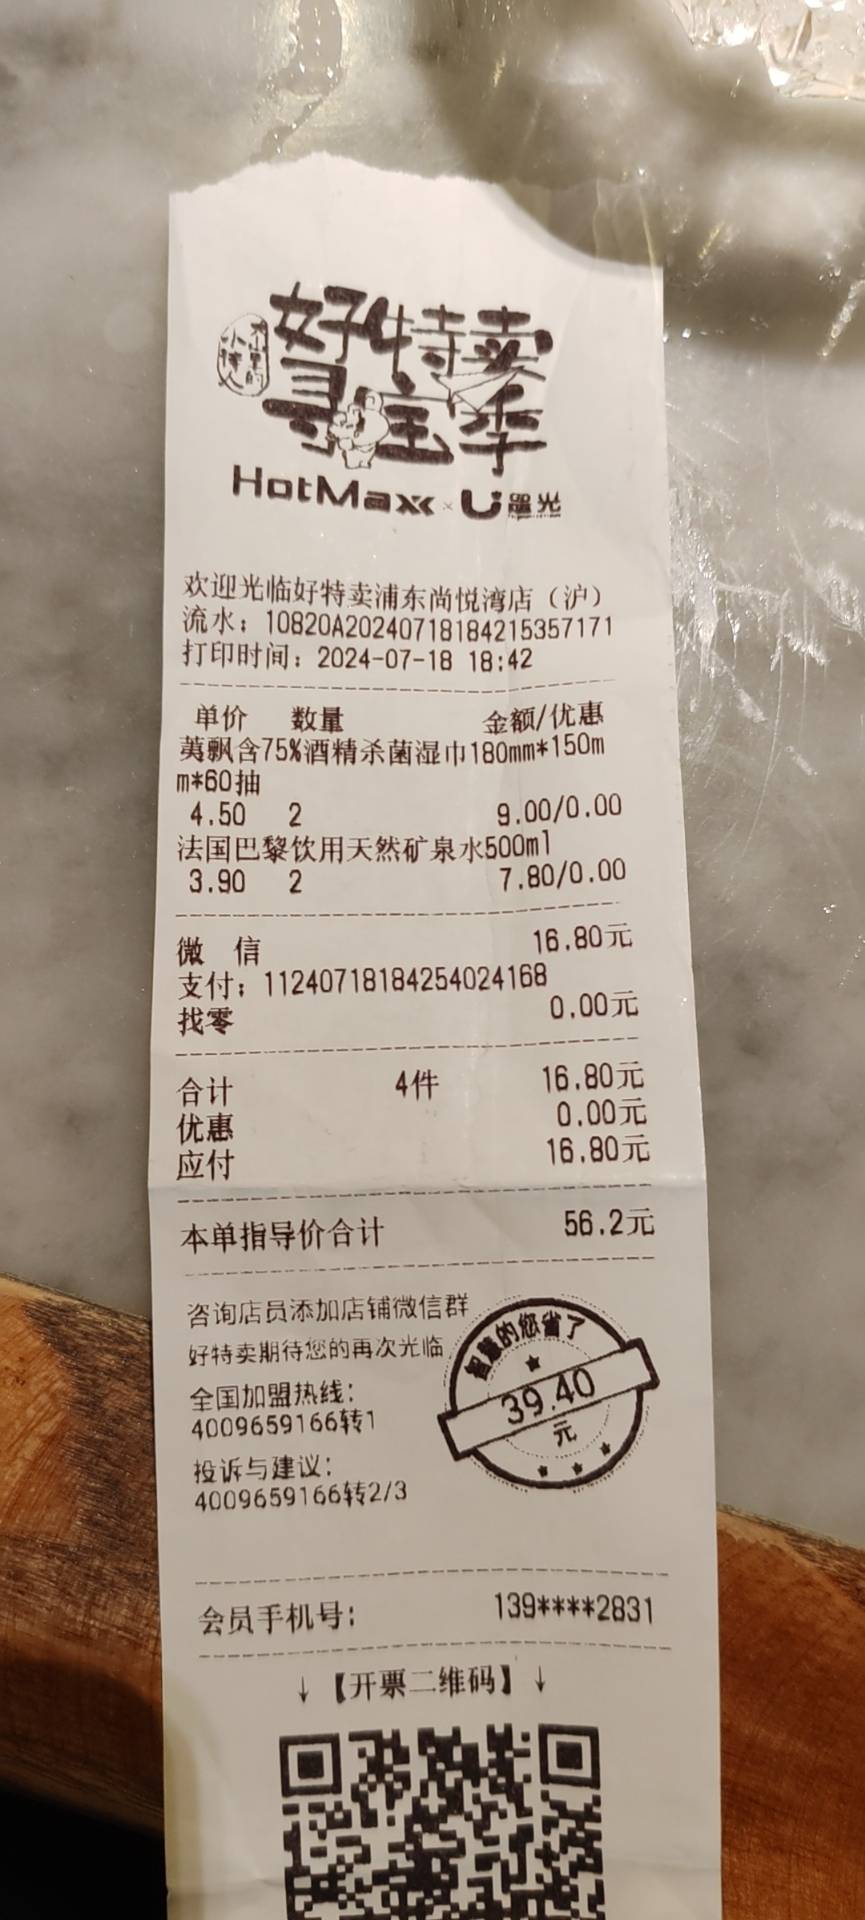 不里的
小矮人
好特卖
寻宝季
HotMaxx × U 盟光
欢迎光临好特卖浦东尚悦湾店（沪）
流水：10820A20240718184215357171
打印时间：2024-07-18 18:42
单价 数量 金额/优惠
荑飘含75%酒精杀菌湿巾180mm*150m
m*60抽
4.50 2 9.00/0.00
法国巴黎饮用天然矿泉水500ml
3.90 2 7.80/0.00
微 信 16.80元
支付：11240718184254024168
找零 0.00元
合计 4件 16.80元
优惠 0.00元
应付 16.80元
本单指导价合计 56.2元
咨询店员添加店铺微信群
好特卖期待您的再次光临
智慧的您省了
39.40
元
全国加盟热线：
4009659166转1
投诉与建议：
4009659166转2/3
会员手机号： 139****2831
↓【开票二维码】↓